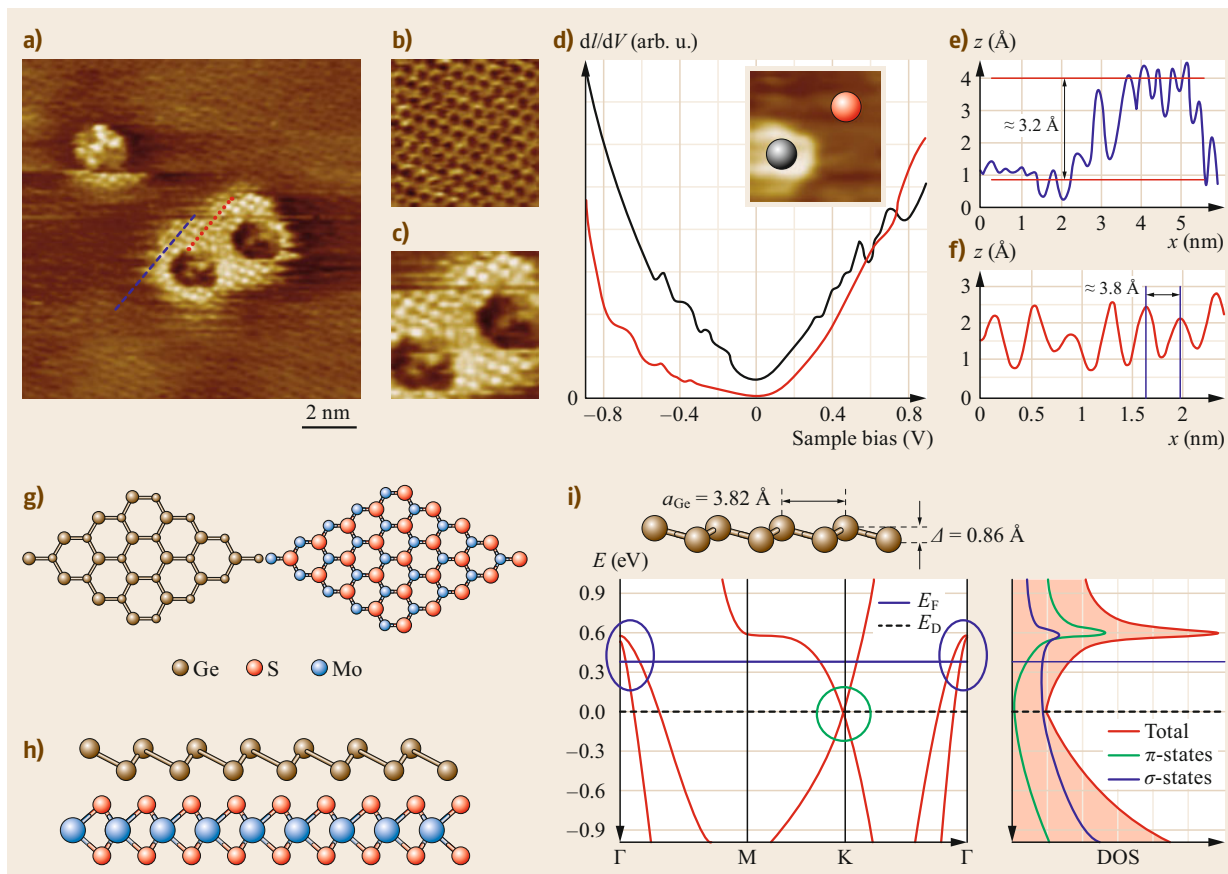 a)
2 nm
b)
c)
d) dI/dV (arb. u.)
0
−0.8 −0.4 0 0.4 0.8
Sample bias (V)
e) z (Å)
4
3
2
1
0
≈ 3.2 Å
0 1 2 3 4 5
x (nm)
f) z (Å)
3
2
1
0
≈ 3.8 Å
0 0.5 1 1.5 2
x (nm)
g)
Ge S Mo
h)
i)
a_Ge = 3.82 Å
Δ = 0.86 Å
E (eV)
0.9
0.6
0.3
0.0
−0.3
−0.6
−0.9
E_F
E_D
Γ M K Γ
Total
π-states
σ-states
DOS